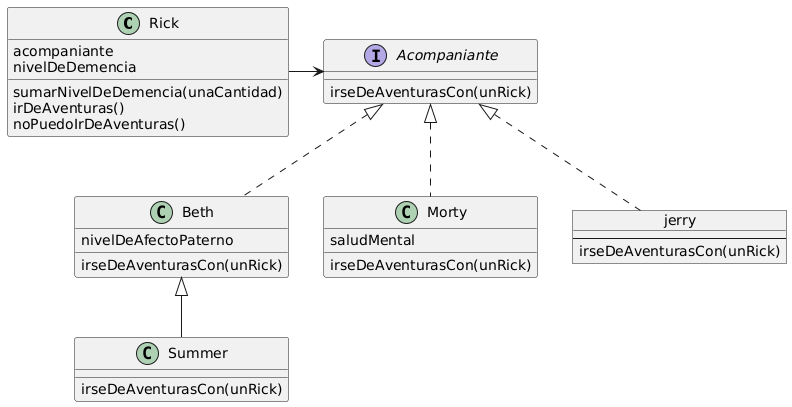 C Rick
acompaniante
nivelDeDemencia
sumarNivelDeDemencia(unaCantidad)
irDeAventuras()
noPuedoIrDeAventuras()
I Acompaniante
irseDeAventurasCon(unRick)
C Beth
nivelDeAfectoPaterno
irseDeAventurasCon(unRick)
C Morty
saludMental
irseDeAventurasCon(unRick)
jerry
irseDeAventurasCon(unRick)
C Summer
irseDeAventurasCon(unRick)